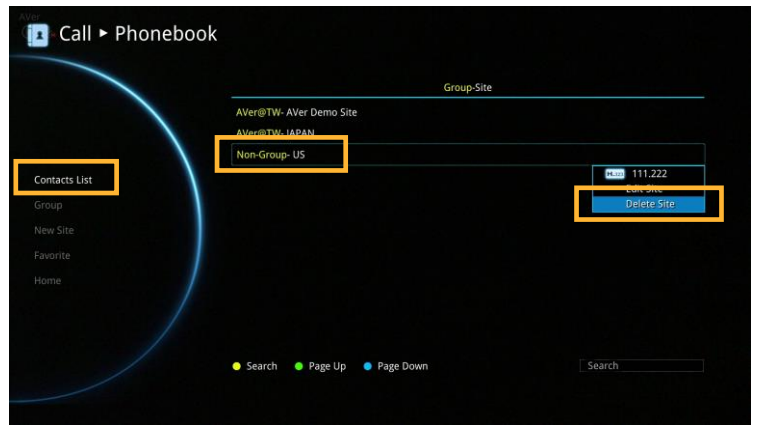 AVer
Call ► Phonebook
Group-Site
AVer@TW- AVer Demo Site
AVer@TW- JAPAN
Non-Group- US
Contacts List
Group
New Site
Favorite
Home
H.323 111.222
Edit Site
Delete Site
Search Page Up Page Down
Search